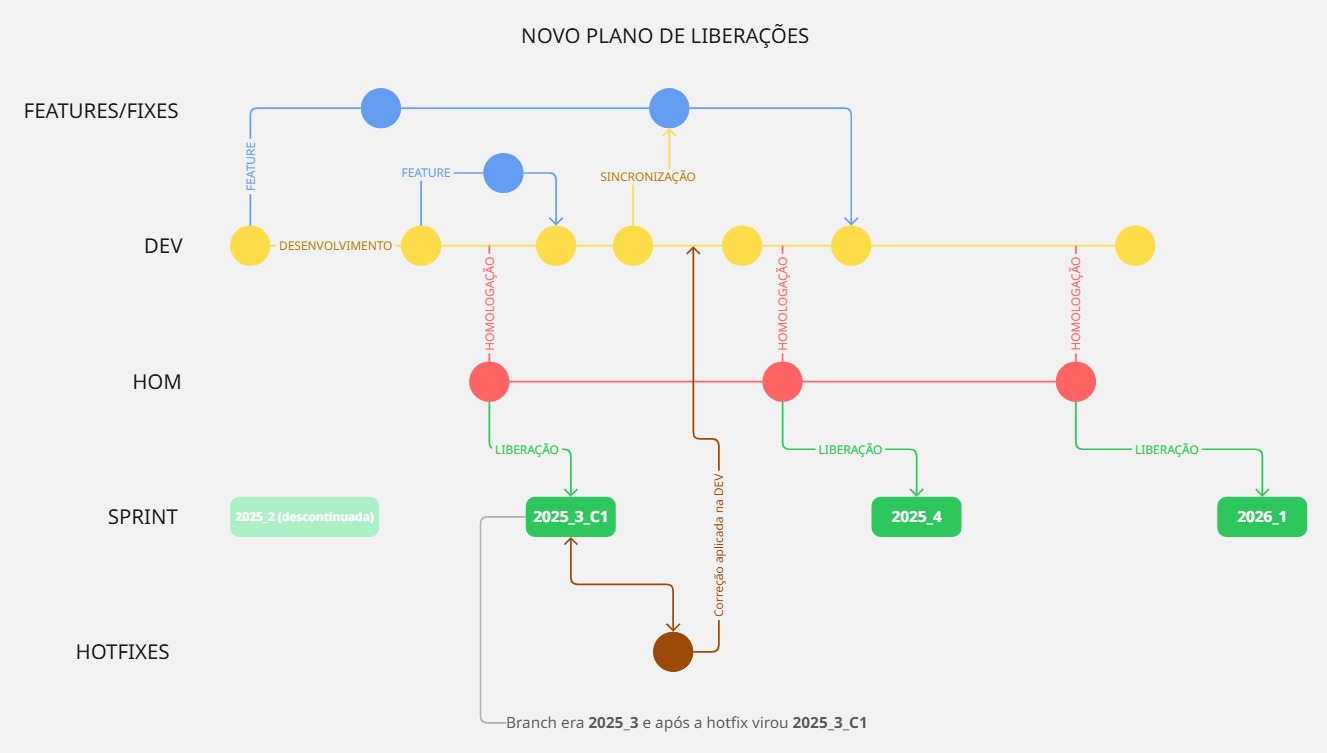 NOVO PLANO DE LIBERAÇÕES
FEATURES/FIXES
FEATURE
FEATURE
SINCRONIZAÇÃO
DEV
DESENVOLVIMENTO
HOMOLOGAÇÃO
HOMOLOGAÇÃO
HOMOLOGAÇÃO
HOM
LIBERAÇÃO
LIBERAÇÃO
LIBERAÇÃO
SPRINT
2025_2 (descontinuada)
2025_3_C1
2025_4
2026_1
Correção aplicada na DEV
HOTFIXES
Branch era 2025_3 e após a hotfix virou 2025_3_C1